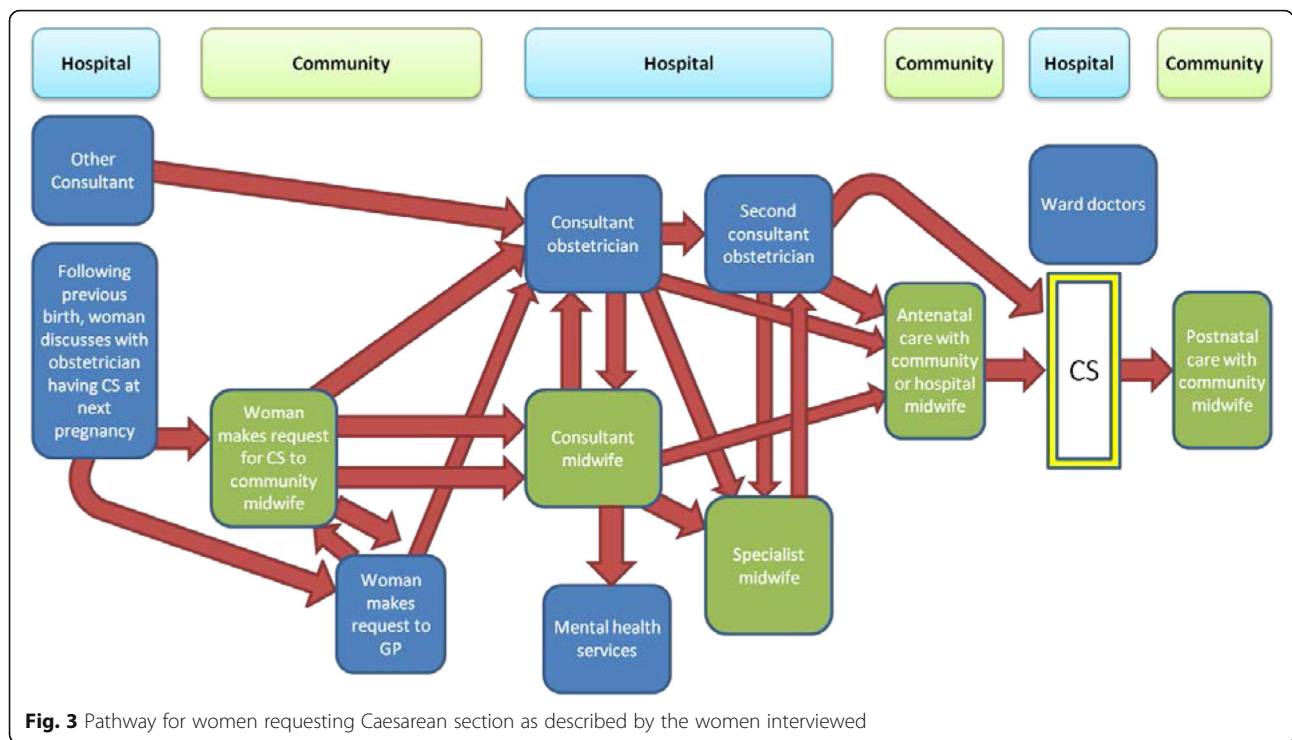 Hospital
Community
Hospital
Community
Hospital
Community
Other
Consultant
Following
previous
birth, woman
discusses with
obstetrician
having CS at
next
pregnancy
Woman
makes request
for CS to
community
midwife
Woman
makes
request to
GP
Consultant
obstetrician
Second
consultant
obstetrician
Consultant
midwife
Mental health
services
Specialist
midwife
Antenatal
care with
community
or hospital
midwife
Ward doctors
CS
Postnatal
care with
community
midwife
Fig. 3 Pathway for women requesting Caesarean section as described by the women interviewed